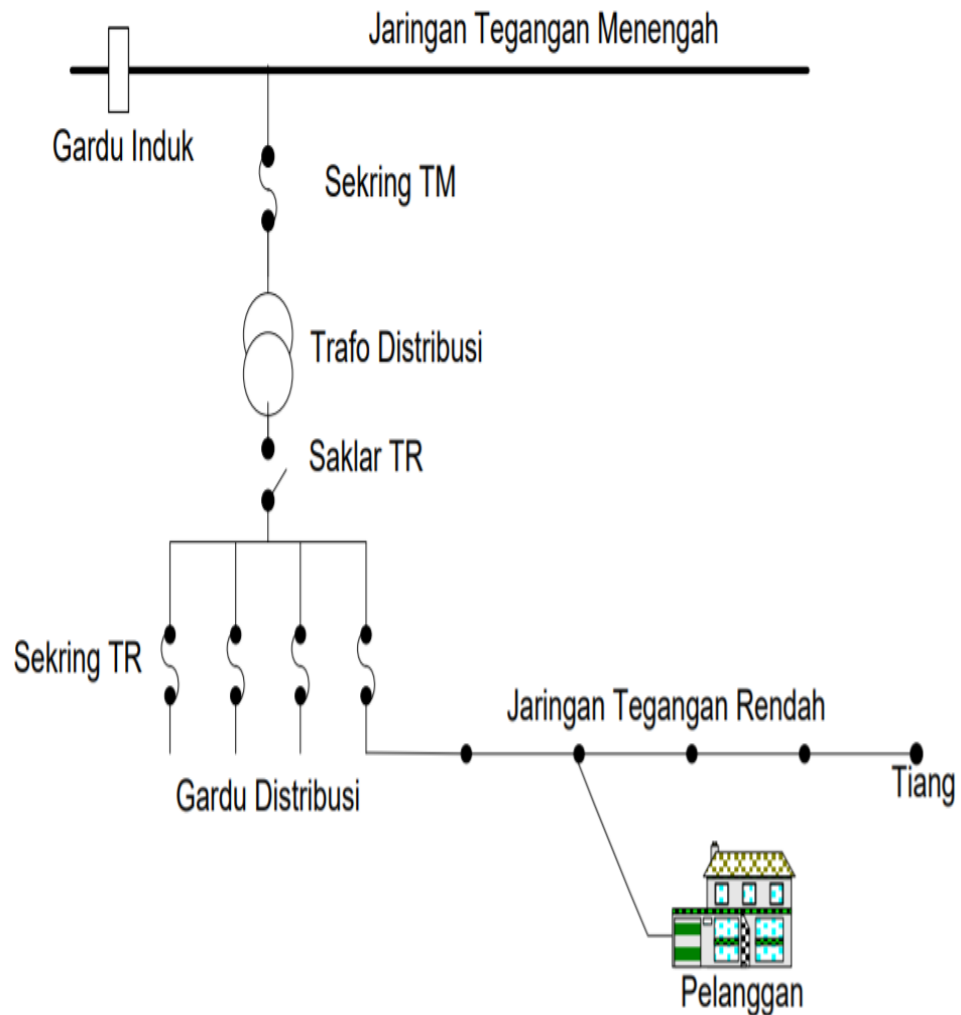 Jaringan Tegangan Menengah
Gardu Induk
Sekring TM
Trafo Distribusi
Saklar TR
Sekring TR
Jaringan Tegangan Rendah
Gardu Distribusi
Tiang
Pelanggan